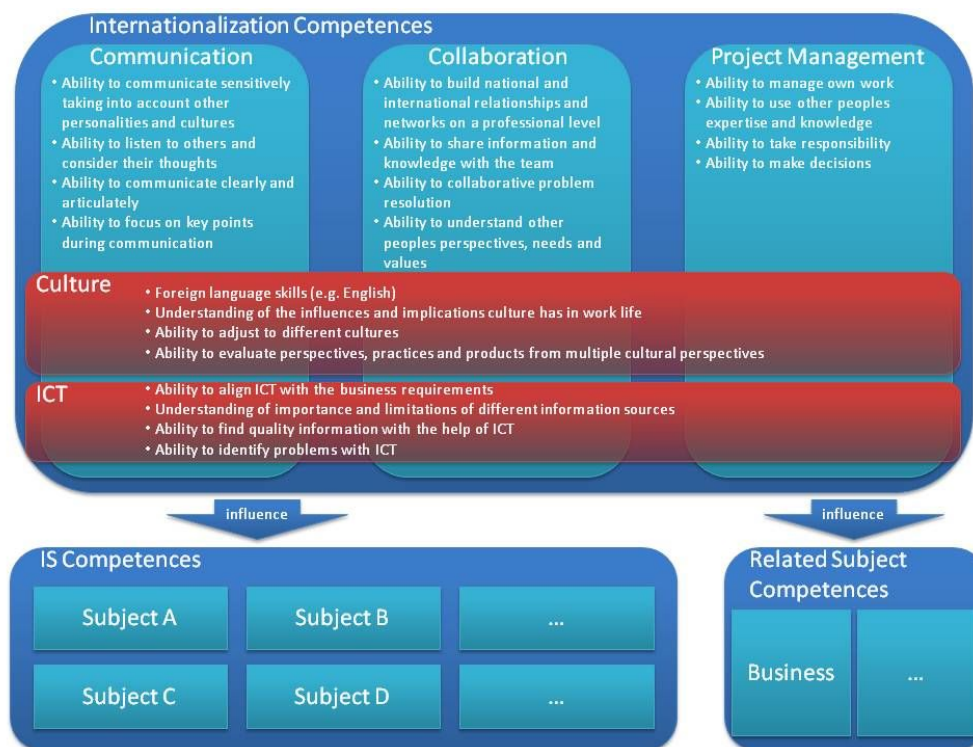 Internationalization Competences
Communication
• Ability to communicate sensitively
taking into account other
personalities and cultures
• Ability to listen to others and
consider their thoughts
• Ability to communicate clearly and
articulately
• Ability to focus on key points
during communication
Collaboration
• Ability to build national and
international relationships and
networks on a professional level
• Ability to share information and
knowledge with the team
• Ability to collaborative problem
resolution
• Ability to understand other
peoples perspectives, needs and
values
Project Management
• Ability to manage own work
• Ability to use other peoples
expertise and knowledge
• Ability to take responsibility
• Ability to make decisions
Culture
• Foreign language skills (e.g. English)
• Understanding of the influences and implications culture has in work life
• Ability to adjust to different cultures
• Ability to evaluate perspectives, practices and products from multiple cultural perspectives
ICT
• Ability to align ICT with the business requirements
• Understanding of importance and limitations of different information sources
• Ability to find quality information with the help of ICT
• Ability to identify problems with ICT
influence
influence
IS Competences
Subject A
Subject B
...
Subject C
Subject D
...
Related Subject
Competences
Business
...